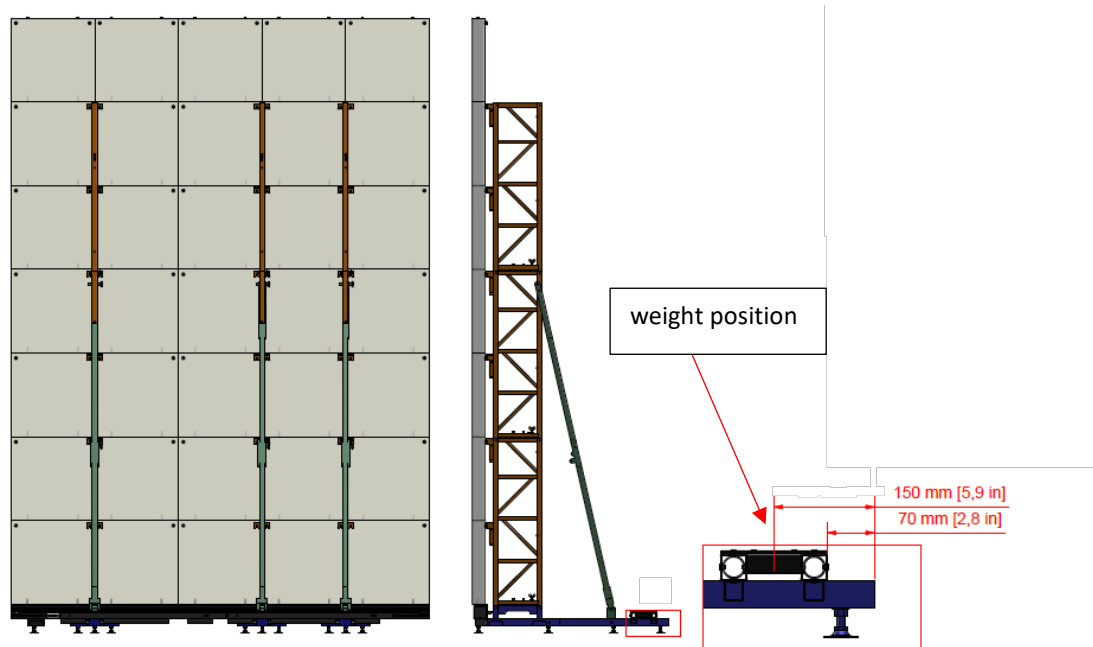 weight position
150 mm [5,9 in]
70 mm [2,8 in]